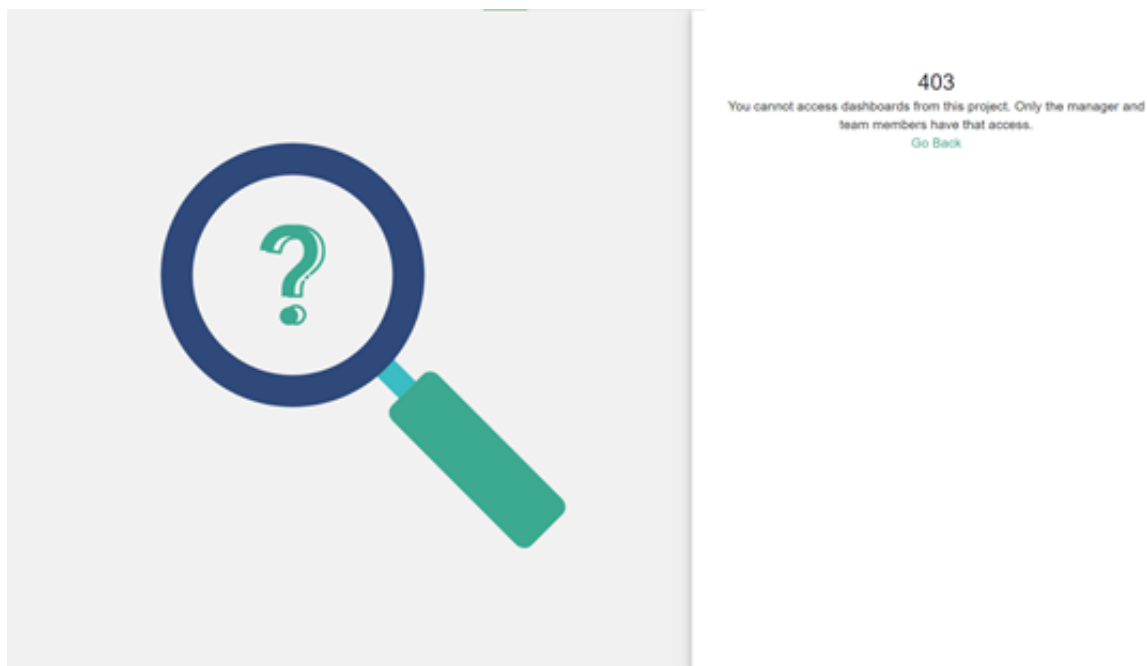 ?
403
You cannot access dashboards from this project. Only the manager and
team members have that access.
Go Back